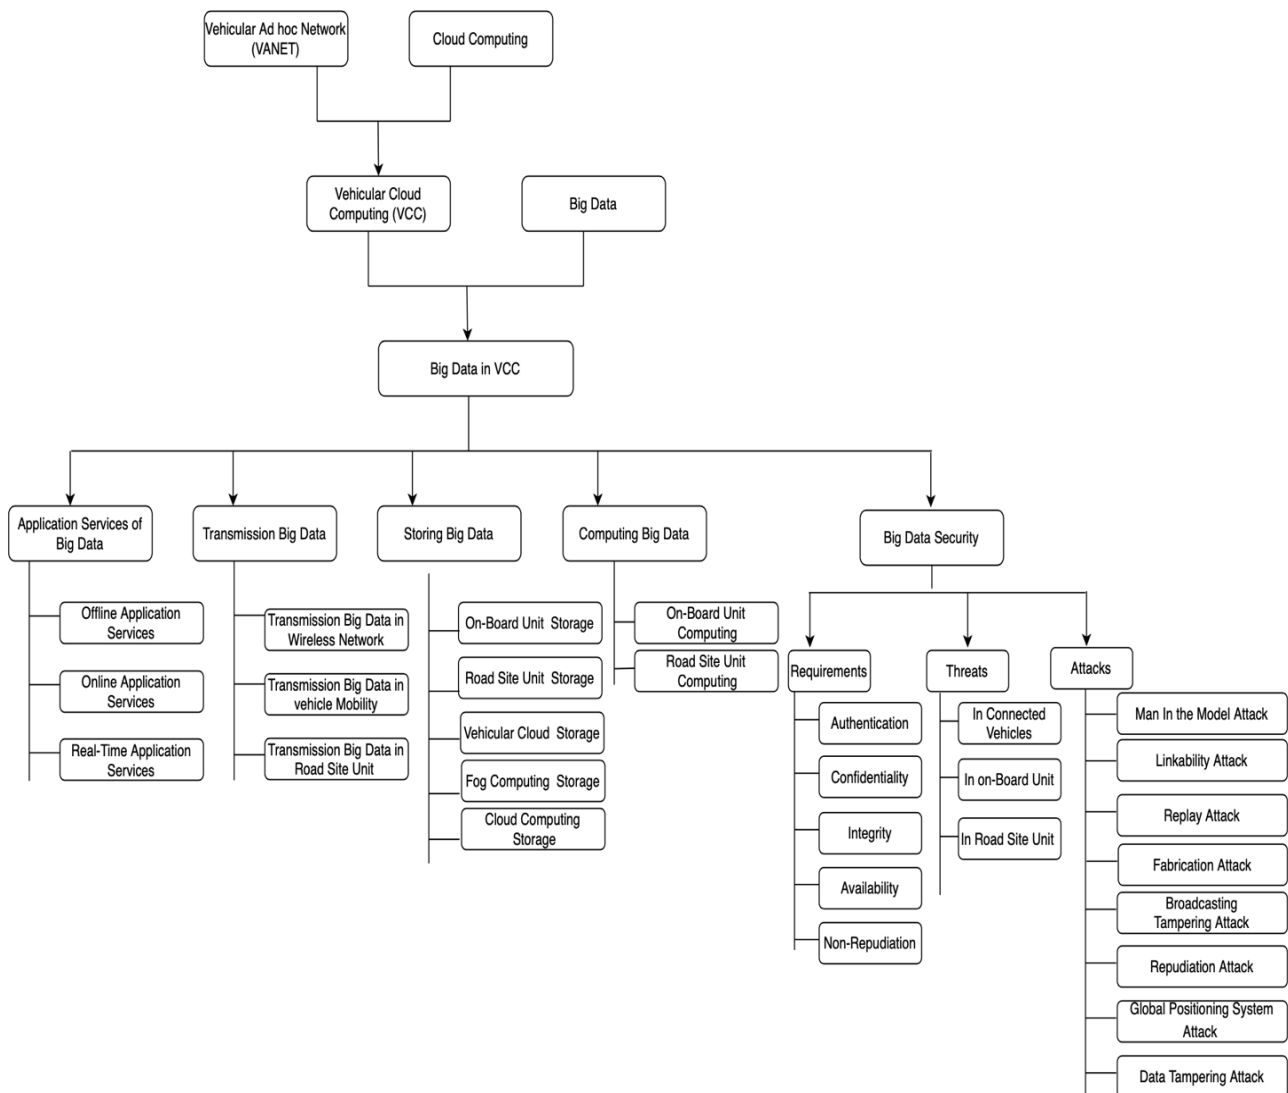 Vehicular Ad hoc Network
(VANET)
Cloud Computing
Vehicular Cloud
Computing (VCC)
Big Data
Big Data in VCC
Application Services of
Big Data
Transmission Big Data
Storing Big Data
Computing Big Data
Big Data Security
Offline Application
Services
Online Application
Services
Real-Time Application
Services
Transmission Big Data in
Wireless Network
Transmission Big Data in
vehicle Mobility
Transmission Big Data in
Road Site Unit
On-Board Unit Storage
Road Site Unit Storage
Vehicular Cloud Storage
Fog Computing Storage
Cloud Computing
Storage
On-Board Unit
Computing
Road Site Unit
Computing
Requirements
Authentication
Confidentiality
Integrity
Availability
Non-Repudiation
Threats
In Connected
Vehicles
In on-Board Unit
In Road Site Unit
Attacks
Man In the Model Attack
Linkability Attack
Replay Attack
Fabrication Attack
Broadcasting
Tampering Attack
Repudiation Attack
Global Positioning System
Attack
Data Tampering Attack